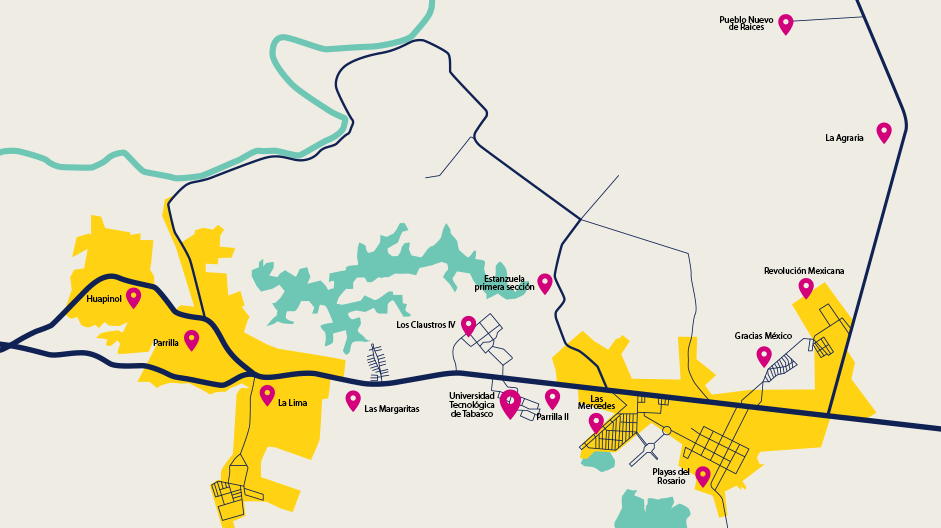 Pueblo Nuevo
de Raíces
La Agraria
Revolución Mexicana
Estanzuela
primera sección
Huapinol
Los Claustros IV
Gracias México
Parrilla
La Lima
Las Margaritas
Universidad
Tecnológica
de Tabasco
Parrilla II
Las
Mercedes
Playas del
Rosario